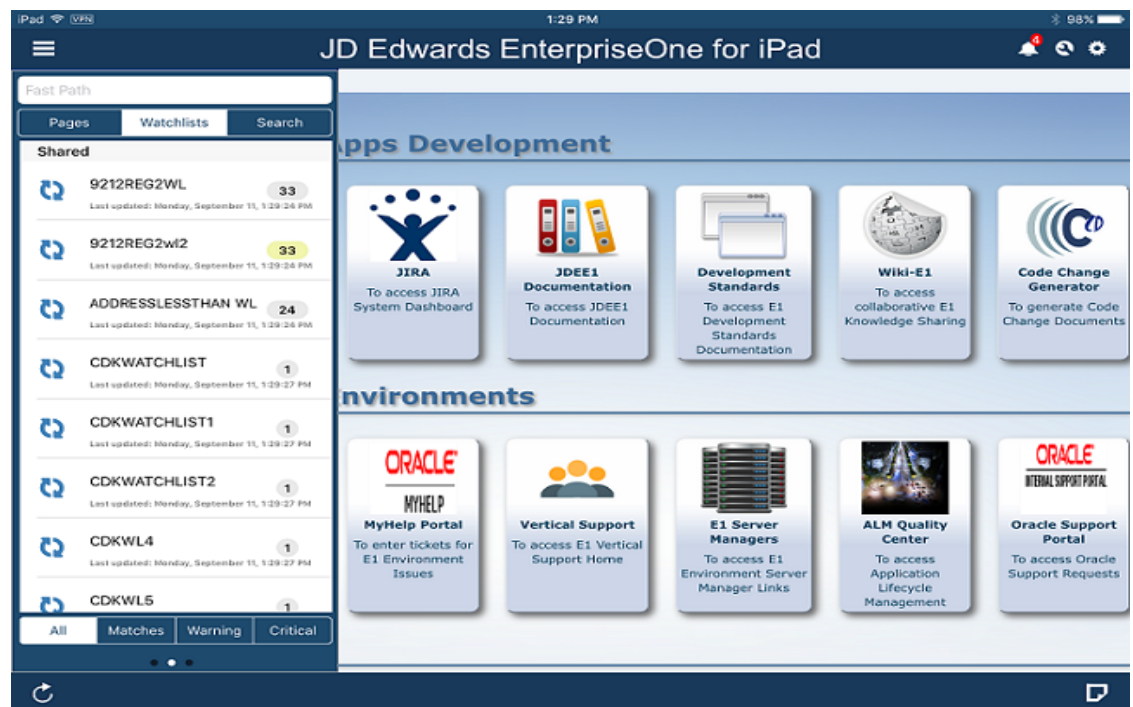 iPad VPN 1:29 PM 98%
JD Edwards EnterpriseOne for iPad
4
Fast Path
Pages Watchlists Search
Shared
9212REG2WL 33
Last updated: Monday, September 11, 1:29:24 PM
9212REG2wl2 33
Last updated: Monday, September 11, 1:29:24 PM
ADDRESSLESSTHAN WL 24
Last updated: Monday, September 11, 1:29:26 PM
CDKWATCHLIST 1
Last updated: Monday, September 11, 1:29:27 PM
CDKWATCHLIST1 1
Last updated: Monday, September 11, 1:29:27 PM
CDKWATCHLIST2 1
Last updated: Monday, September 11, 1:29:27 PM
CDKWL4 1
Last updated: Monday, September 11, 1:29:27 PM
CDKWL5 1
All Matches Warning Critical
pps Development
JIRA
To access JIRA
System Dashboard
JDEE1
Documentation
To access JDEE1
Documentation
Development
Standards
To access E1
Development
Standards
Documentation
Wiki-E1
To access
collaborative E1
Knowledge Sharing
CD
Code Change
Generator
To generate Code
Change Documents
nvironments
ORACLE
MYHELP
MyHelp Portal
To enter tickets for
E1 Environment
Issues
Vertical Support
To access E1 Vertical
Support Home
E1 Server
Managers
To access E1
Environment Server
Manager Links
ALM Quality
Center
To access
Application
Lifecycle
Management
ORACLE
INTERNAL SUPPORT PORTAL
Oracle Support
Portal
To access Oracle
Support Requests